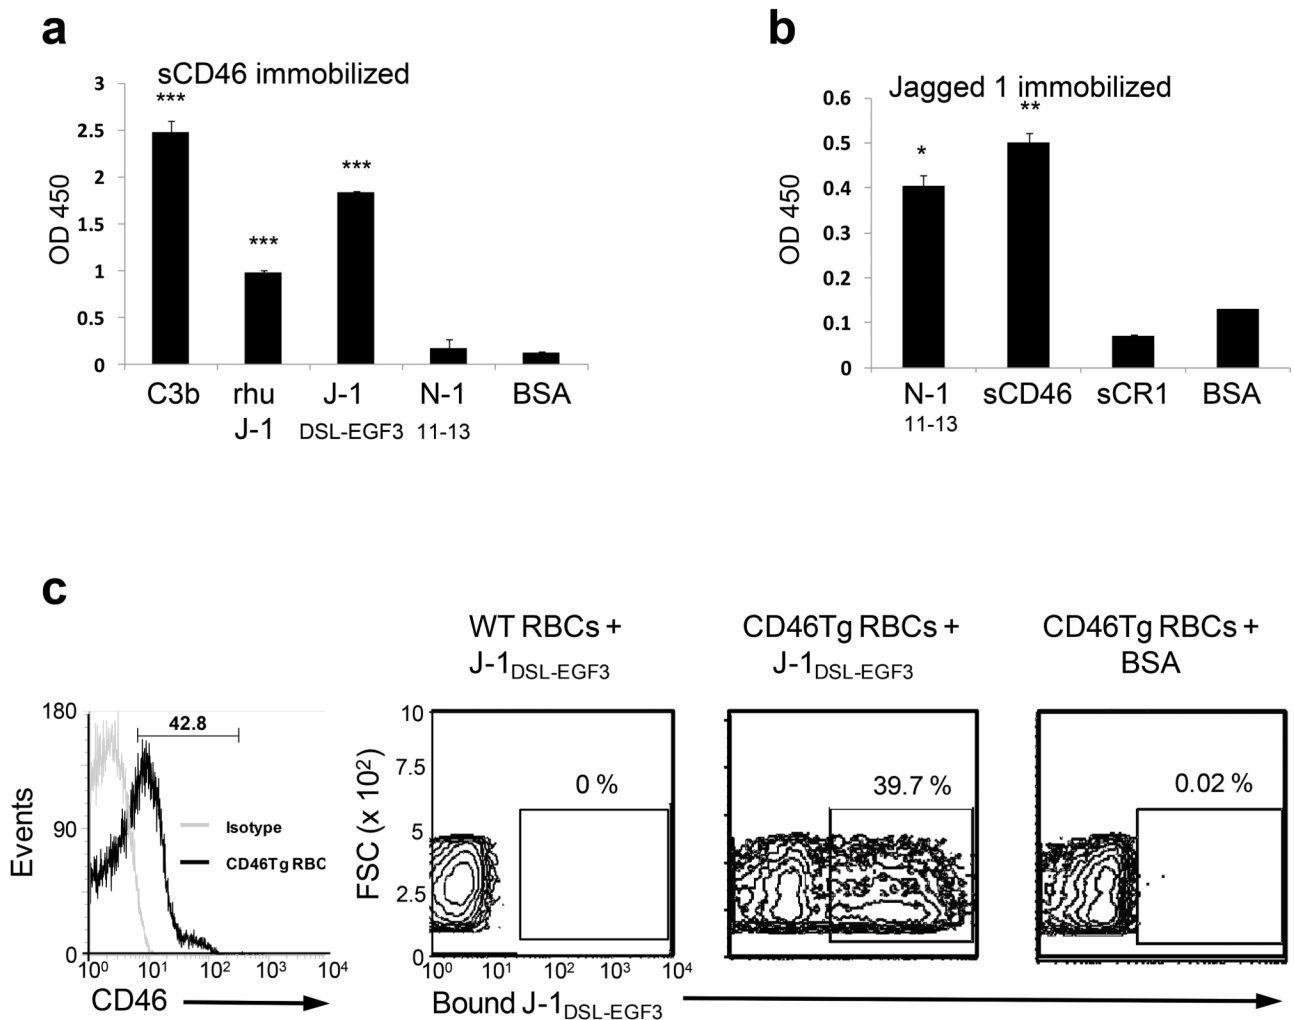 a
sCD46 immobilized
3
2.5
2
1.5
1
0.5
0
OD 450
***
***
***
C3b
rhu
J-1
J-1
DSL-EGF3
N-1
11-13
BSA
b
Jagged 1 immobilized
0.6
0.5
0.4
0.3
0.2
0.1
0
OD 450
*
**
N-1
11-13
sCD46
sCR1
BSA
c
180
90
0
Events
42.8
Isotype
CD46Tg RBC
10⁰ 10¹ 10² 10³ 10⁴
CD46
WT RBCs +
J-1DSL-EGF3
10
7.5
5
2.5
0
FSC (x 10²)
0 %
10⁰ 10¹ 10² 10³ 10⁴
Bound J-1DSL-EGF3
CD46Tg RBCs +
J-1DSL-EGF3
39.7 %
CD46Tg RBCs +
BSA
0.02 %